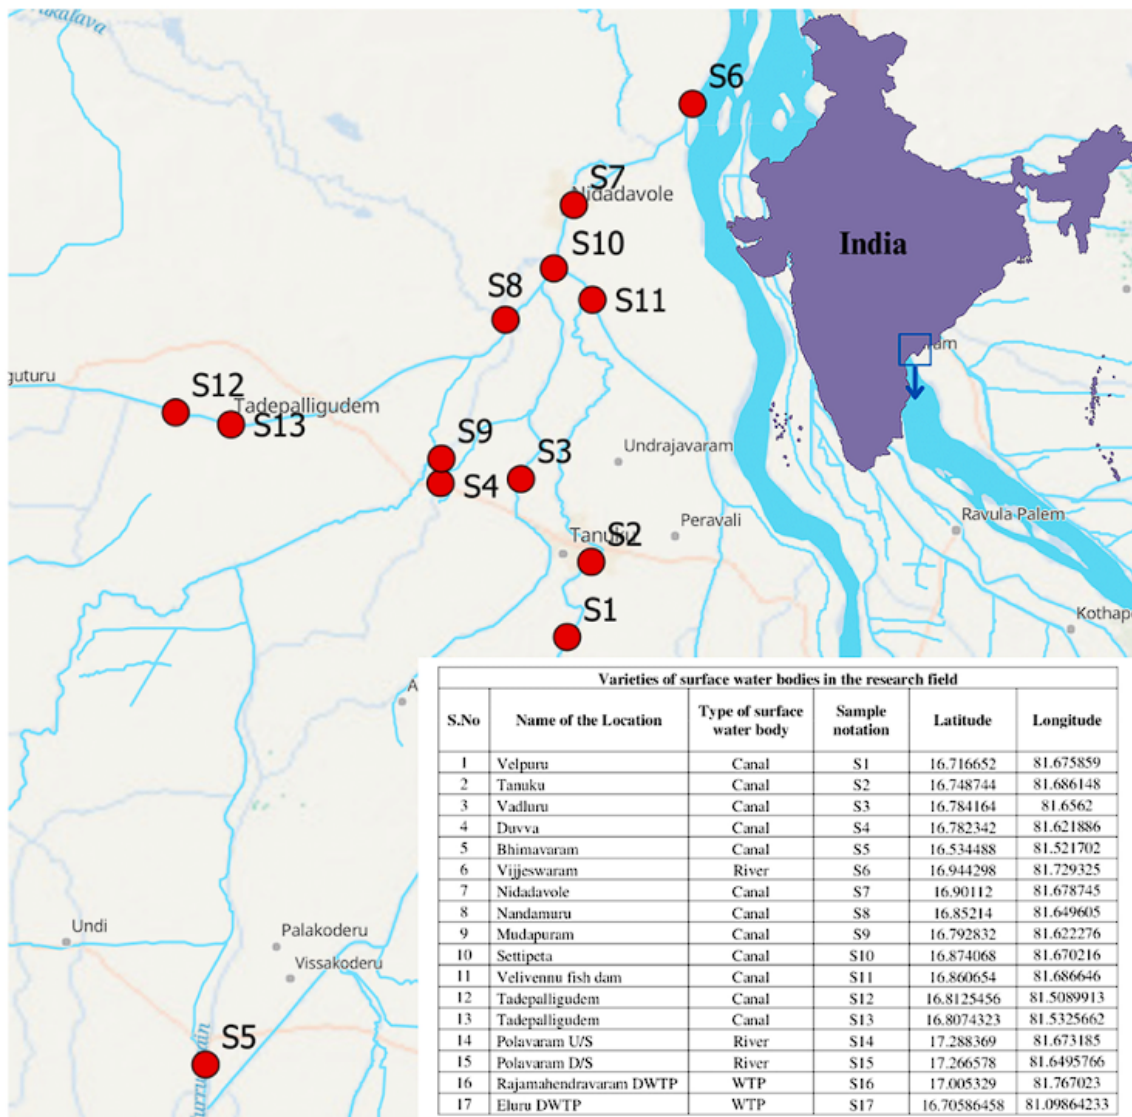 akalava
S6
S7
Nidadavole
S10
S8
S11
India
ram
guturu
S12
Tadepalligudem
S13
S9
S3
Undrajavaram
S4
Ravula Palem
Peravali
S2
Tanuku
S1
Kothap
A
Undi
Palakoderu
Vissakoderu
S5
urru
ain
Varieties of surface water bodies in the research field
S.No Name of the Location Type of surface water body Sample notation Latitude Longitude
1 Velpuru Canal S1 16.716652 81.675859
2 Tanuku Canal S2 16.748744 81.686148
3 Vadluru Canal S3 16.784164 81.6562
4 Duvva Canal S4 16.782342 81.621886
5 Bhimavaram Canal S5 16.534488 81.521702
6 Vijjeswaram River S6 16.944298 81.729325
7 Nidadavole Canal S7 16.90112 81.678745
8 Nandamuru Canal S8 16.85214 81.649605
9 Mudapuram Canal S9 16.792832 81.622276
10 Settipeta Canal S10 16.874068 81.670216
11 Velivennu fish dam Canal S11 16.860654 81.686646
12 Tadepalligudem Canal S12 16.8125456 81.5089913
13 Tadepalligudem Canal S13 16.8074323 81.5325662
14 Polavaram U/S River S14 17.288369 81.673185
15 Polavaram D/S River S15 17.266578 81.6495766
16 Rajamahendravaram DWTP WTP S16 17.005329 81.767023
17 Eluru DWTP WTP S17 16.70586458 81.09864233